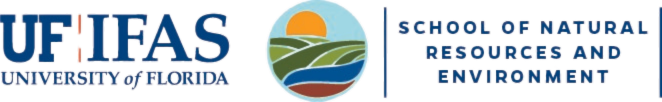 UF|IFAS
UNIVERSITY of FLORIDA
SCHOOL OF NATURAL
RESOURCES AND
ENVIRONMENT